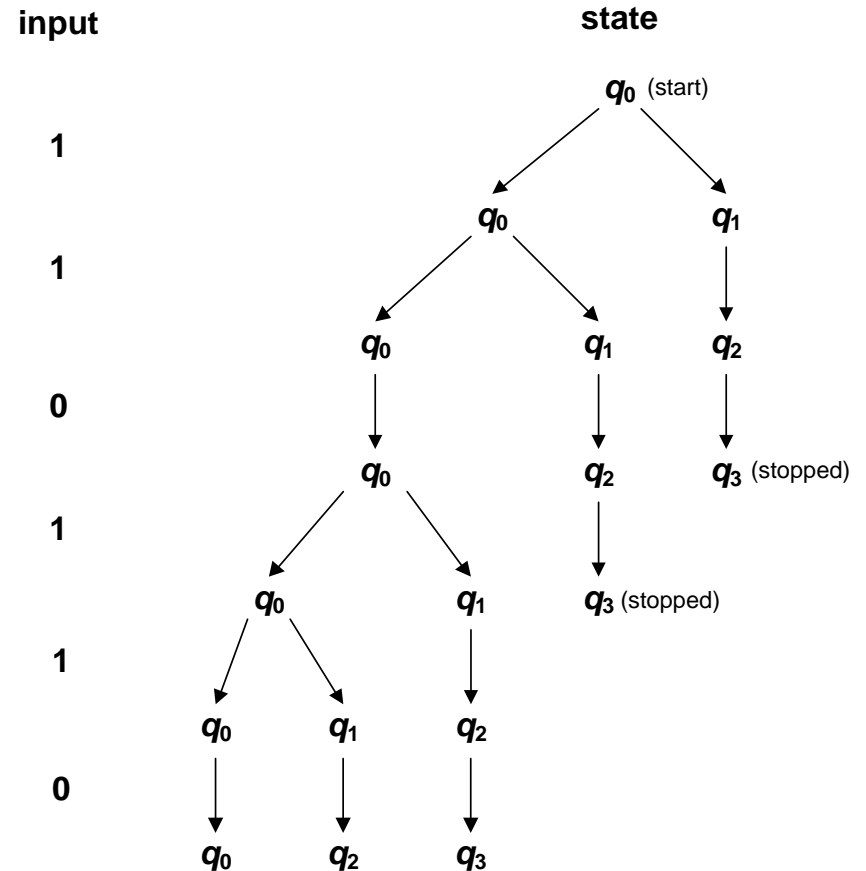 input state
q0 (start)
1
q0 q1
1
q0 q1 q2
0
q0 q2 q3 (stopped)
1
q0 q1 q3 (stopped)
1
q0 q1 q2
0
q0 q2 q3